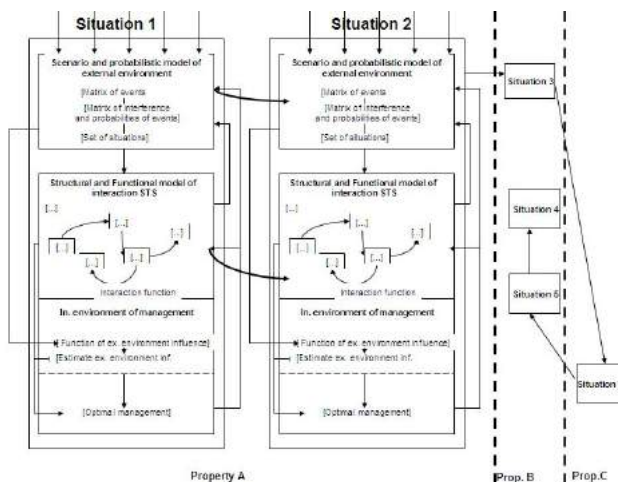 Situation 1
Scenario and probabilistic model of
external environment
[Matrix of events
[Matrix of interference
and probabilities of events]
[Set of situations]
Structural and Functional model of
interaction STS
[...]
[...]
[...]
[...]
[...]
[...]
Interaction function
In. environment of management
[Function of ex. environment influence]
[Estimate ex. environment inf.
[Optimal management]
Situation 2
Scenario and probabilistic model of
external environment
[Matrix of events
[Matrix of interference
and probabilities of events]
[Set of situations]
Structural and Functional model of
interaction STS
[...]
[...]
[...]
[...]
[...]
[...]
Interaction function
In. environment of management
[Function of ex. environment influence]
[Estimate ex. environment inf.
[Optimal management]
Situation 3
Situation 4
Situation 5
Situation
Property A
Prop. B
Prop.C